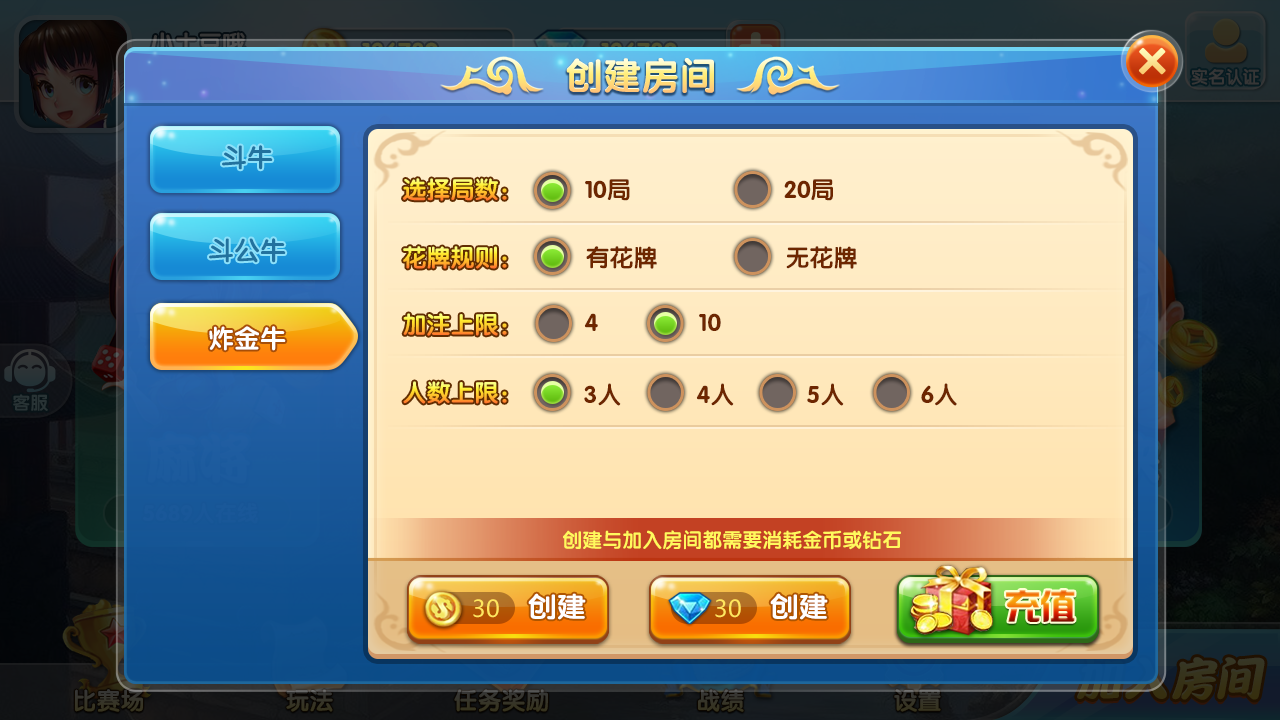 小土豆哦
实名认证
创建房间
斗牛
斗公牛
炸金牛
选择局数： 10局 20局
花牌规则： 有花牌 无花牌
加注上限： 4 10
人数上限： 3人 4人 5人 6人
客服
创建与加入房间都需要消耗金币或钻石
30 创建
30 创建
充值
比赛场 玩法 任务奖励 战绩 设置
加入房间